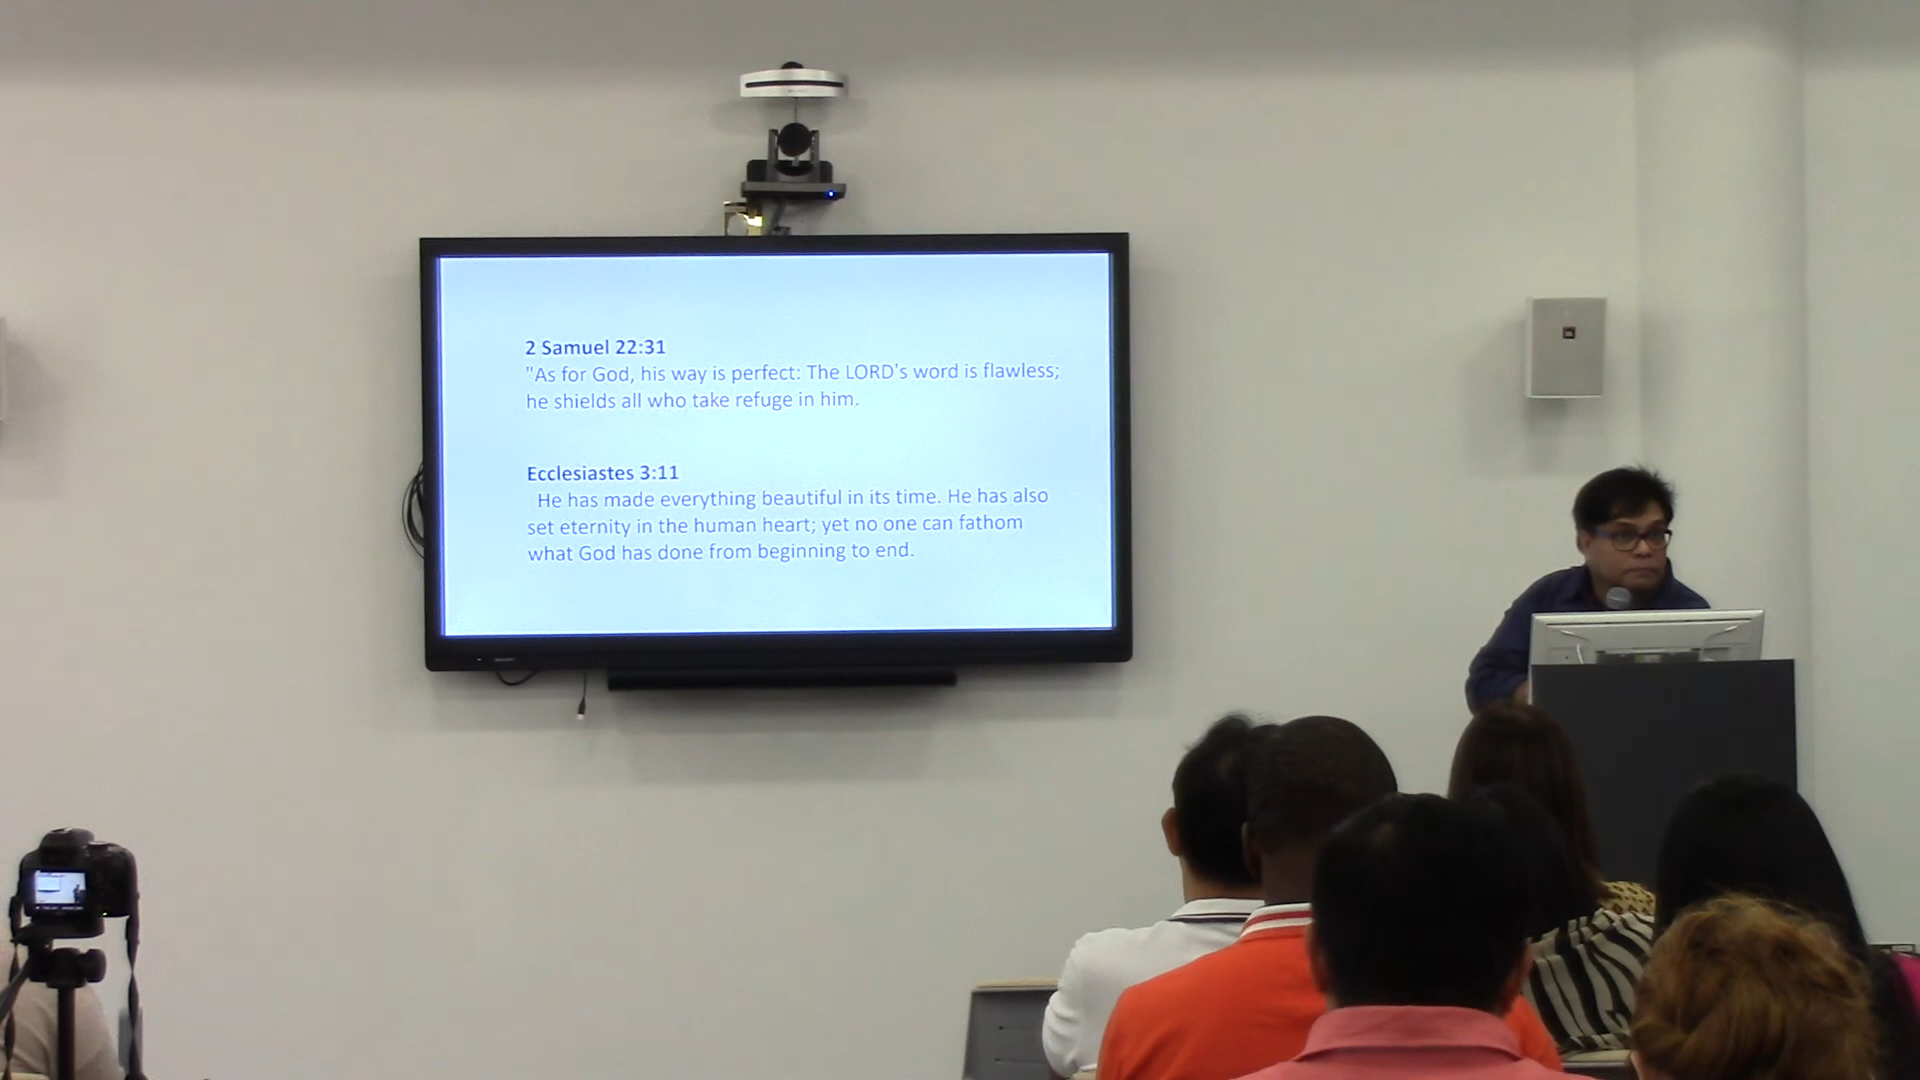 2 Samuel 22:31
"As for God, his way is perfect: The LORD's word is flawless;
he shields all who take refuge in him.
Ecclesiastes 3:11
He has made everything beautiful in its time. He has also
set eternity in the human heart; yet no one can fathom
what God has done from beginning to end.